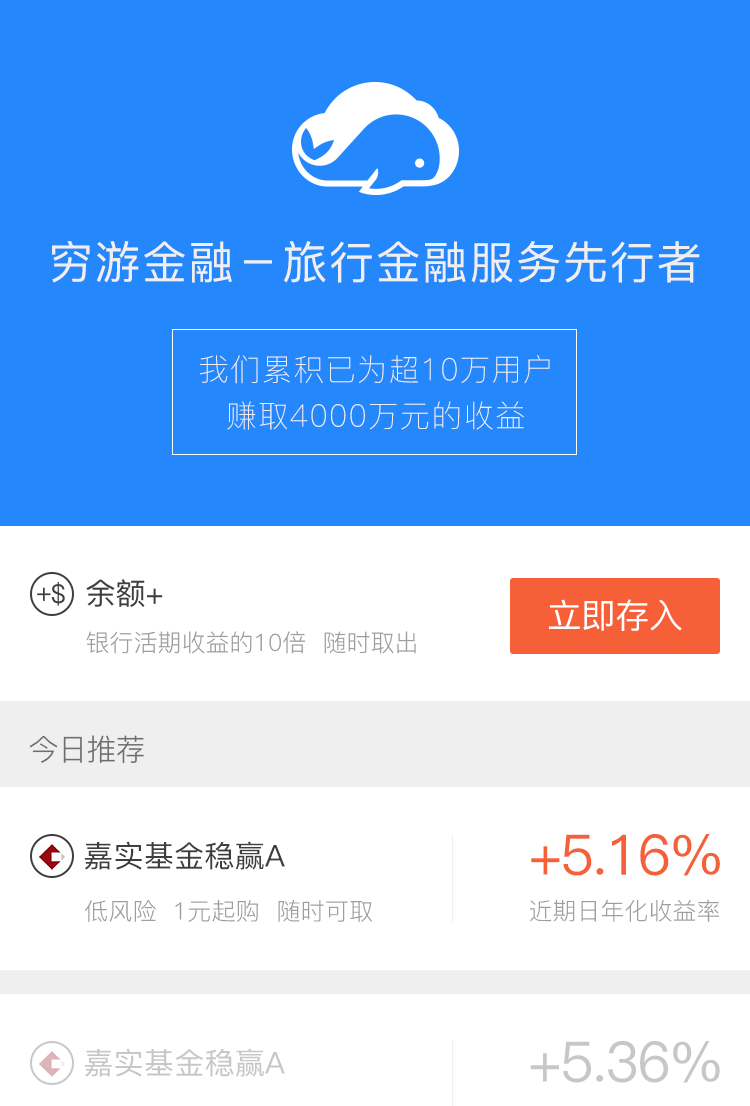 穷游金融－旅行金融服务先行者
我们累积已为超10万用户
赚取4000万元的收益
+$ 余额+
立即存入
银行活期收益的10倍 随时取出
今日推荐
嘉实基金稳赢A
+5.16%
低风险 1元起购 随时可取
近期日年化收益率
嘉实基金稳赢A
+5.36%